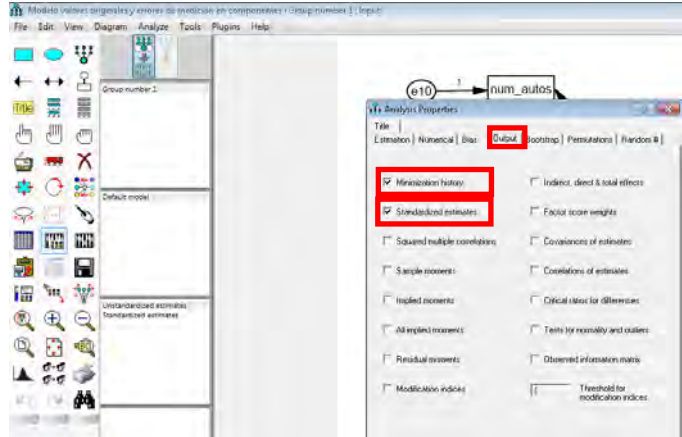 Modelo valores originales y errores de medición en componentes : Group number 1 : Input
File Edit View Diagram Analyze Tools Plugins Help
Title
Group number 1
Default model
Unstandardized estimates
Standardized estimates
e10
1
num_autos
Analysis Properties
Title
Estimation Numerical Bias Output Bootstrap Permutations Random #
Minimization history
Indirect, direct & total effects
Standardized estimates
Factor score weights
Squared multiple correlations
Covariances of estimates
Sample moments
Correlations of estimates
Implied moments
Critical ratios for differences
All implied moments
Tests for normality and outliers
Residual moments
Observed information matrix
Modification indices
Threshold for
modification indices